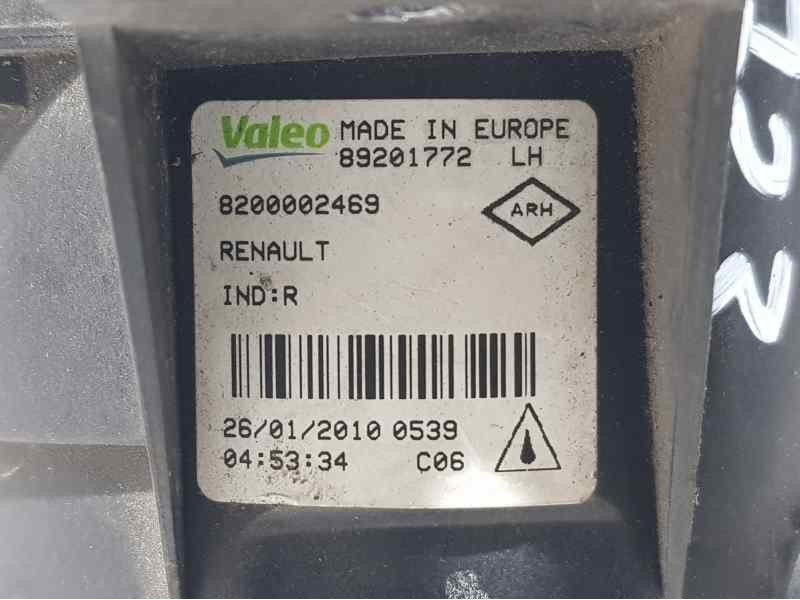 Valeo MADE IN EUROPE
89201772 LH
8200002469
ARH
RENAULT
IND:R
26/01/2010 0539
04:53:34 C06